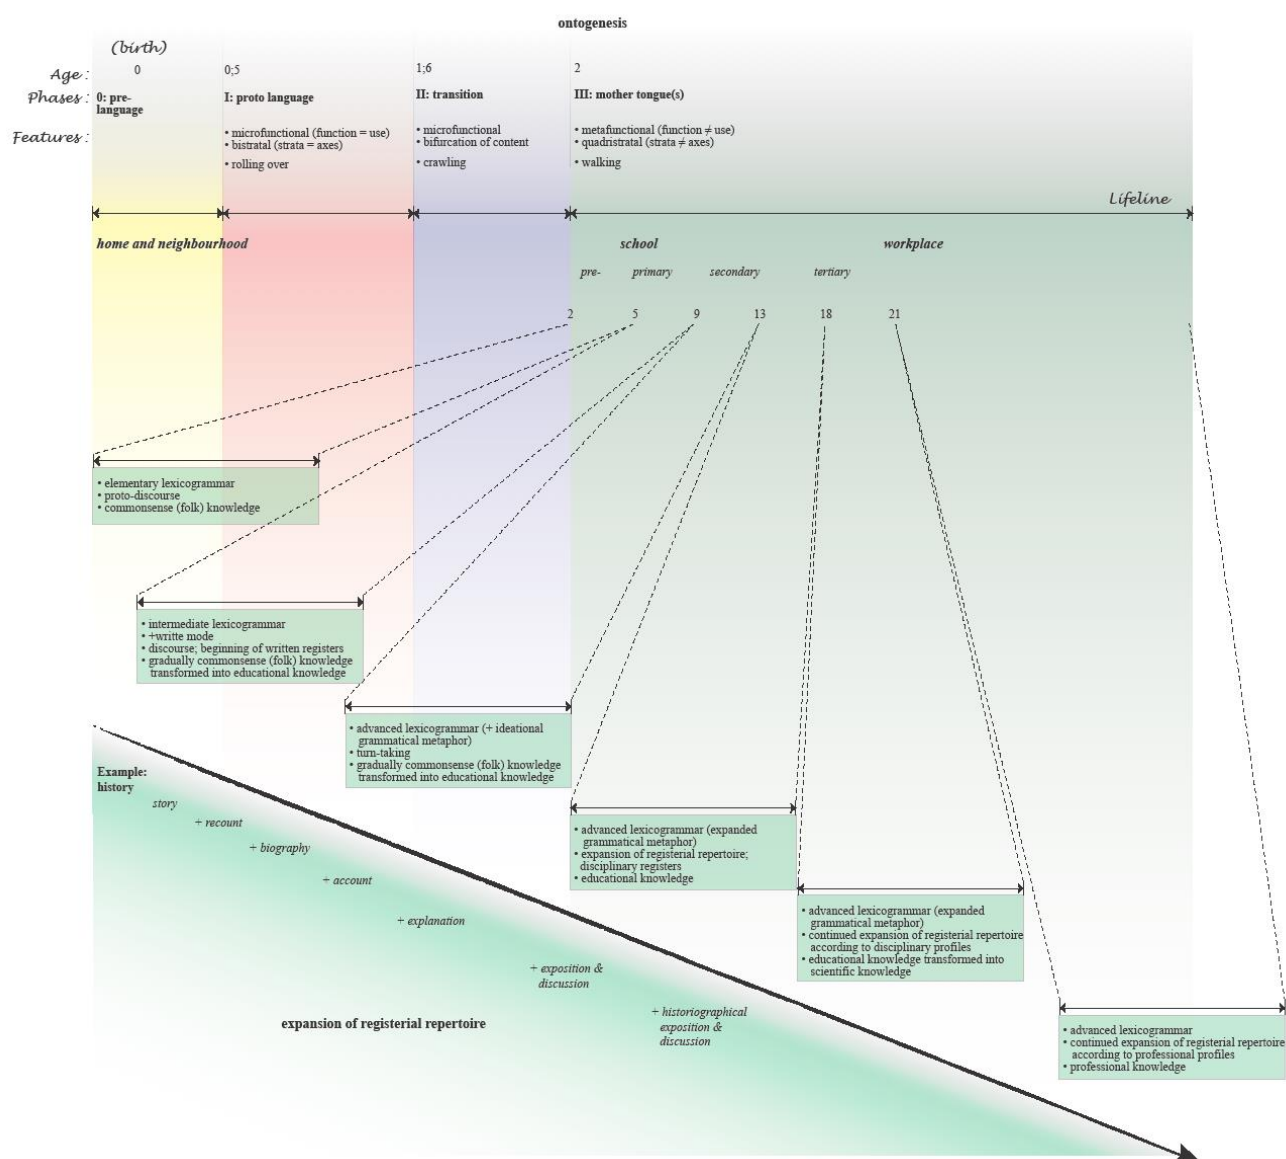 ontogenesis
(birth)
Age : 0 0;5 1;6 2
Phases : 0: pre-
language
I: proto language
II: transition
III: mother tongue(s)
Features :
• microfunctional (function = use)
• bistratal (strata = axes)
• rolling over
• microfunctional
• bifurcation of content
• crawling
• metafunctional (function ≠ use)
• quadristratal (strata ≠ axes)
• walking
Lifeline
home and neighbourhood
school
workplace
pre- primary secondary tertiary
2 5 9 13 18 21
• elementary lexicogrammar
• proto-discourse
• commonsense (folk) knowledge
• intermediate lexicogrammar
• +writte mode
• discourse; beginning of written registers
• gradually commonsense (folk) knowledge
transformed into educational knowledge
• advanced lexicogrammar (+ ideational
grammatical metaphor)
• turn-taking
• gradually commonsense (folk) knowledge
transformed into educational knowledge
• advanced lexicogrammar (expanded
grammatical metaphor)
• expansion of registerial repertoire;
disciplinary registers
• educational knowledge
• advanced lexicogrammar (expanded
grammatical metaphor)
• continued expansion of registerial repertoire
according to disciplinary profiles
• educational knowledge transformed into
scientific knowledge
• advanced lexicogrammar
• continued expansion of registerial repertoire
according to professional profiles
• professional knowledge
Example:
history
story
+ recount
+ biography
+ account
+ explanation
+ exposition &
discussion
+ historiographical
exposition &
discussion
expansion of registerial repertoire